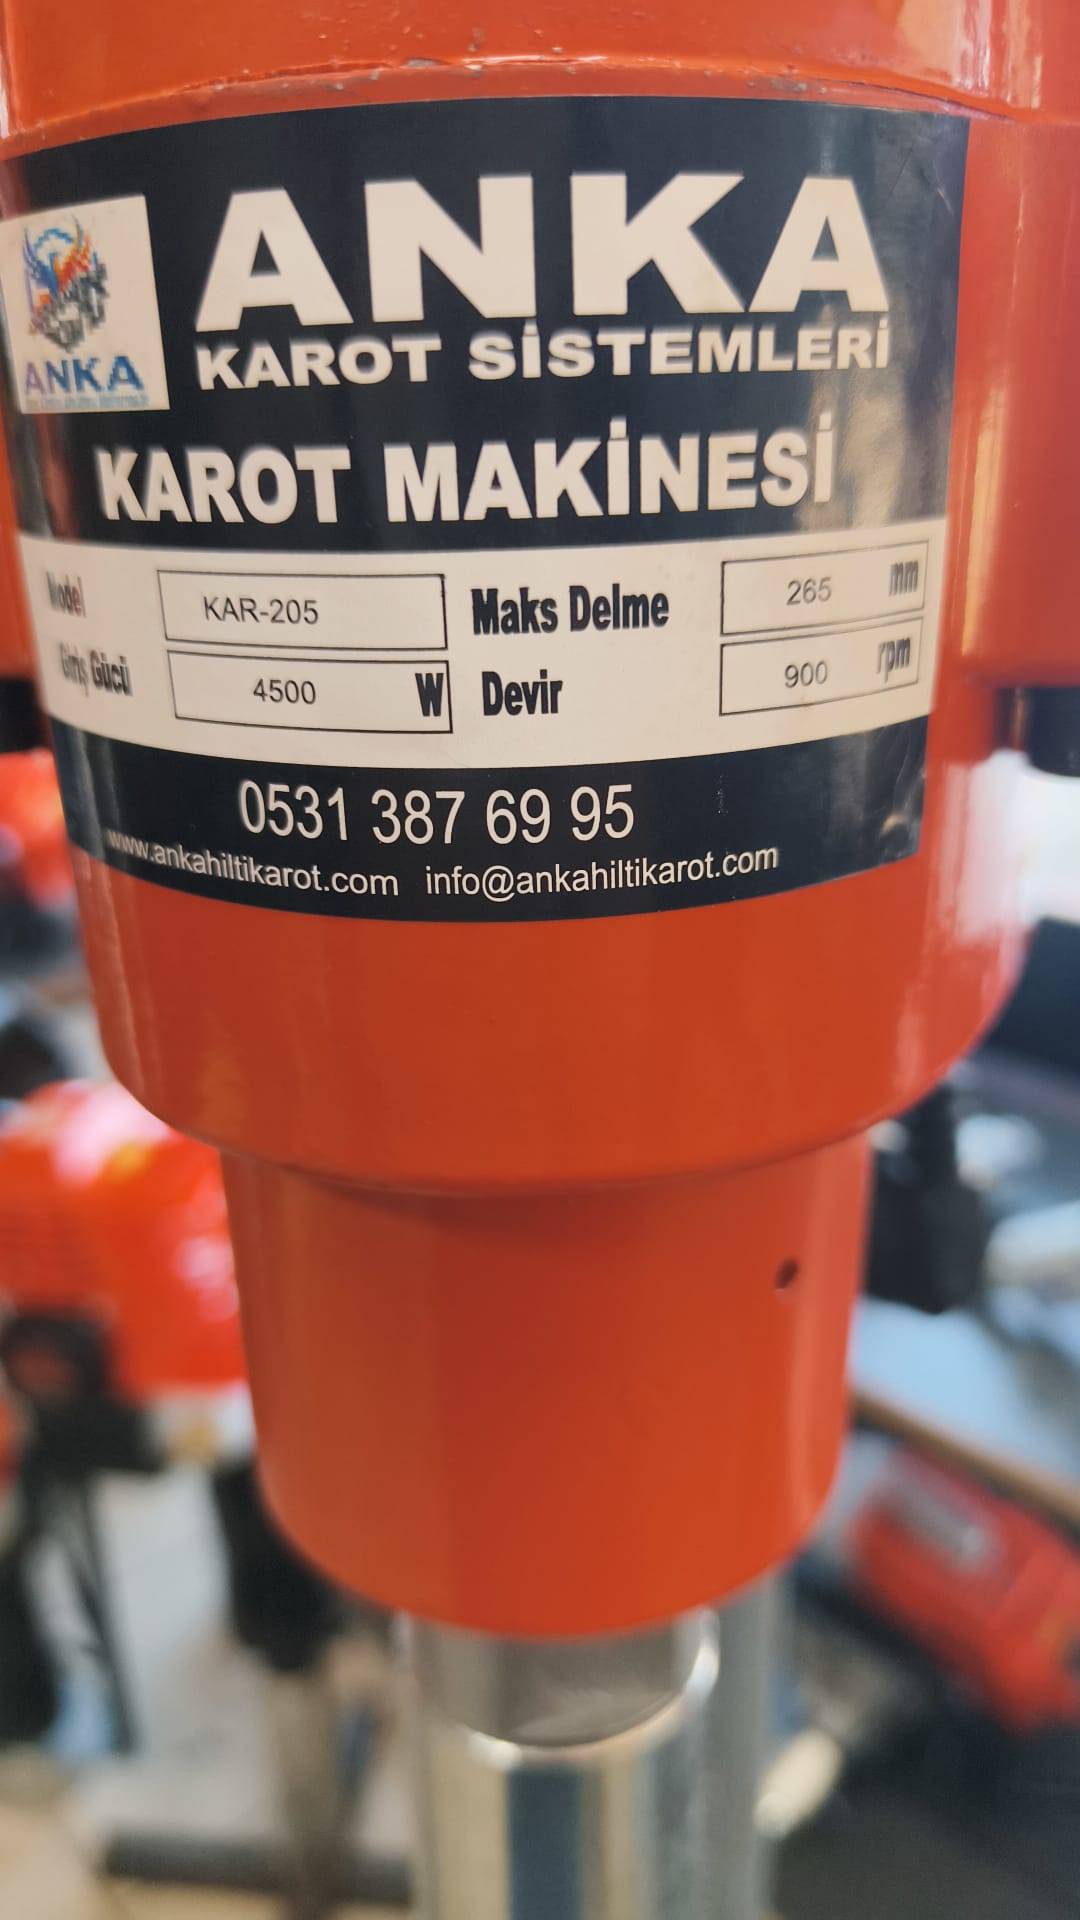 ANKA
KAROT SİSTEMLERİ
ANKA
KAROT MAKİNESİ
Model KAR-205 Maks Delme 265 mm
Giriş Gücü 4500 W Devir 900 rpm
0531 387 69 95
www.ankahiltikarot.com info@ankahiltikarot.com